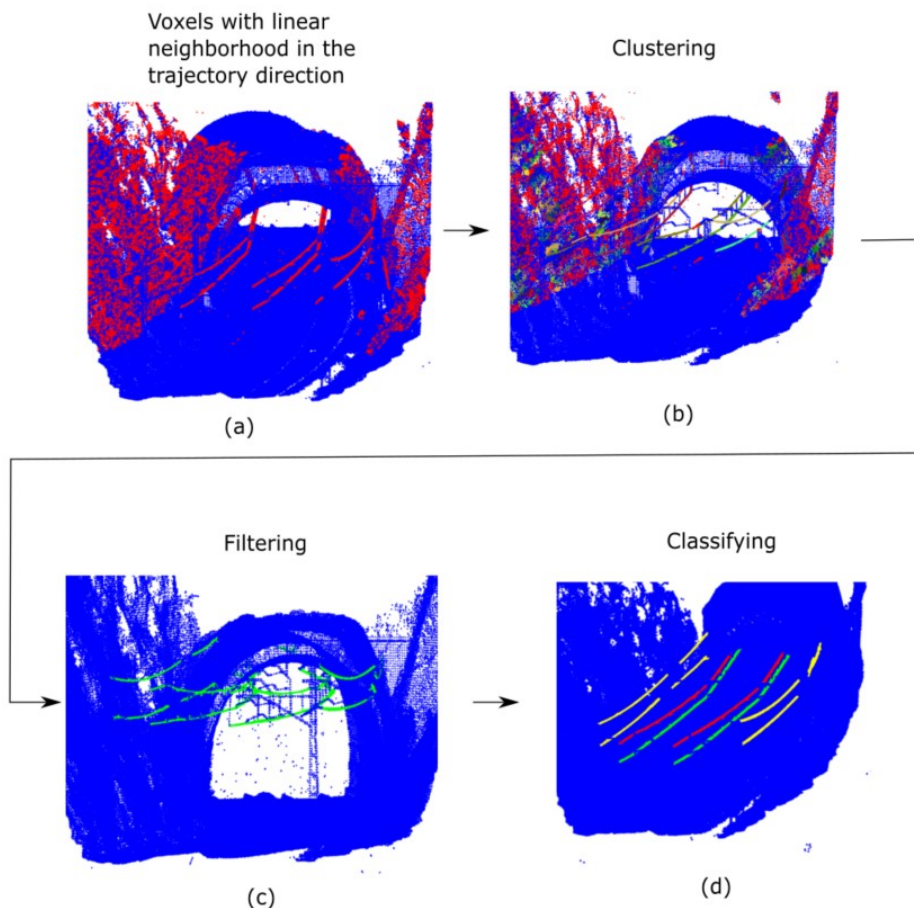 Voxels with linear
neighborhood in the
trajectory direction
Clustering
(a)
(b)
Filtering
Classifying
(c)
(d)